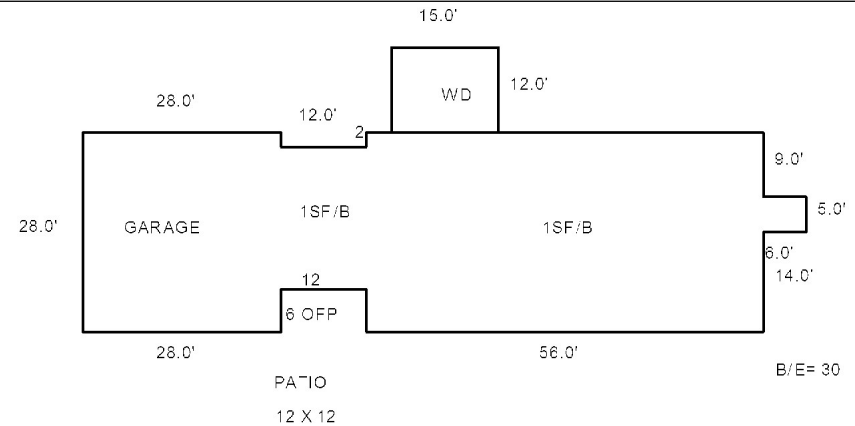 15.0'
WD
12.0'
28.0'
12.0'
2
9.0'
28.0'
GARAGE
1SF/B
1SF/B
5.0'
6.0'
14.0'
12
6 OFP
28.0'
56.0'
PATIO
12 X 12
B/E= 30